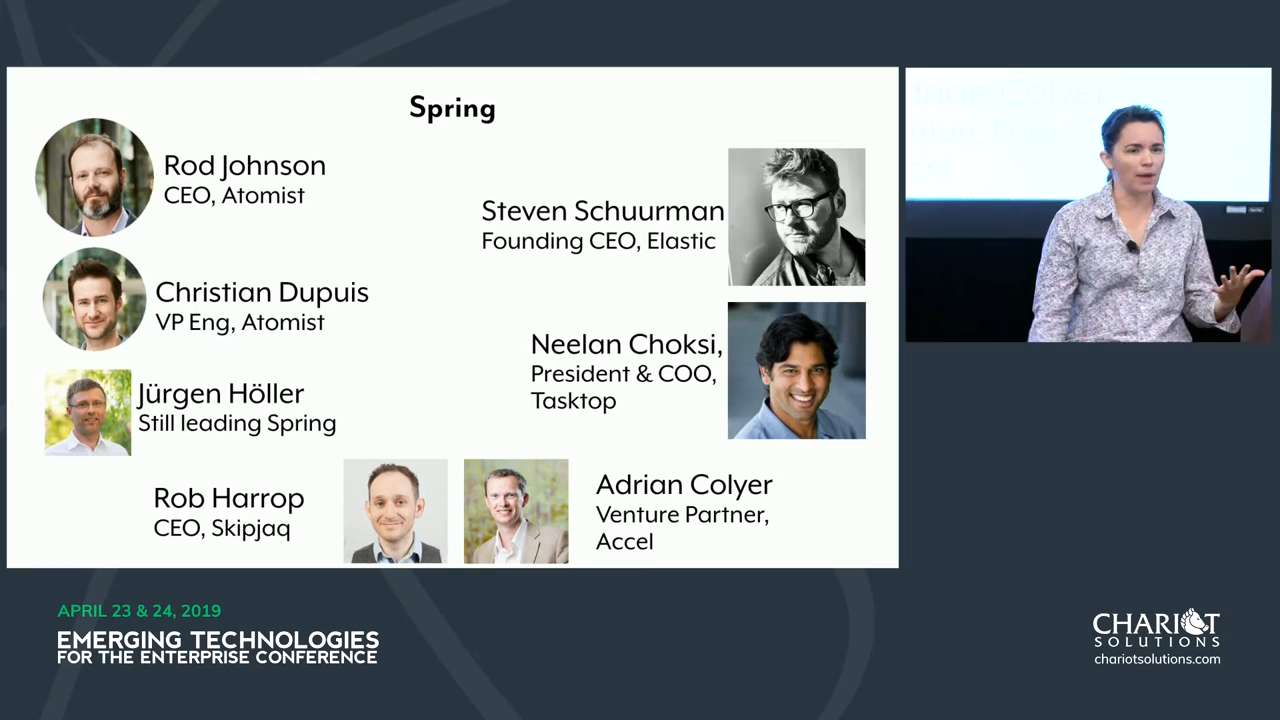 Spring
Rod Johnson
CEO, Atomist
Steven Schuurman
Founding CEO, Elastic
Christian Dupuis
VP Eng, Atomist
Neelan Choksi,
President & COO,
Tasktop
Jürgen Höller
Still leading Spring
Rob Harrop
CEO, Skipjaq
Adrian Colyer
Venture Partner,
Accel
APRIL 23 & 24, 2019
EMERGING TECHNOLOGIES
FOR THE ENTERPRISE CONFERENCE
CHARIOT
SOLUTIONS
chariotsolutions.com